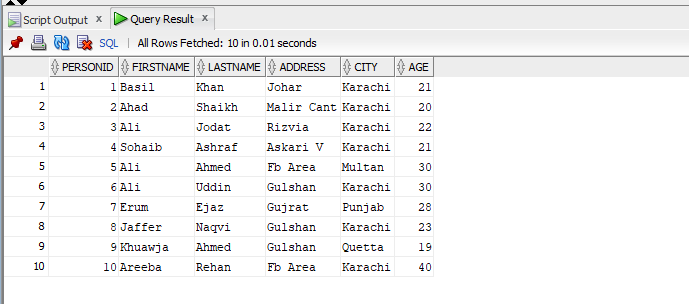 Script Output x Query Result x
SQL | All Rows Fetched: 10 in 0.01 seconds
PERSONID FIRSTNAME LASTNAME ADDRESS CITY AGE
1 1 Basil Khan Johar Karachi 21
2 2 Ahad Shaikh Malir Cant Karachi 20
3 3 Ali Jodat Rizvia Karachi 22
4 4 Sohaib Ashraf Askari V Karachi 21
5 5 Ali Ahmed Fb Area Multan 30
6 6 Ali Uddin Gulshan Karachi 30
7 7 Erum Ejaz Gujrat Punjab 28
8 8 Jaffer Naqvi Gulshan Karachi 23
9 9 Khuawja Ahmed Gulshan Quetta 19
10 10 Areeba Rehan Fb Area Karachi 40